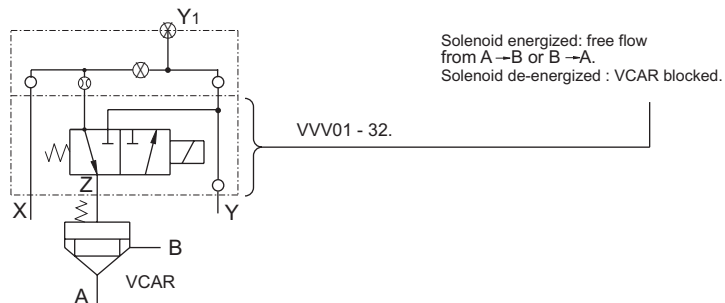 Y1
Solenoid energized: free flow
from A→B or B→A.
Solenoid de-energized : VCAR blocked.
VVV01 - 32.
Z
X
Y
B
VCAR
A